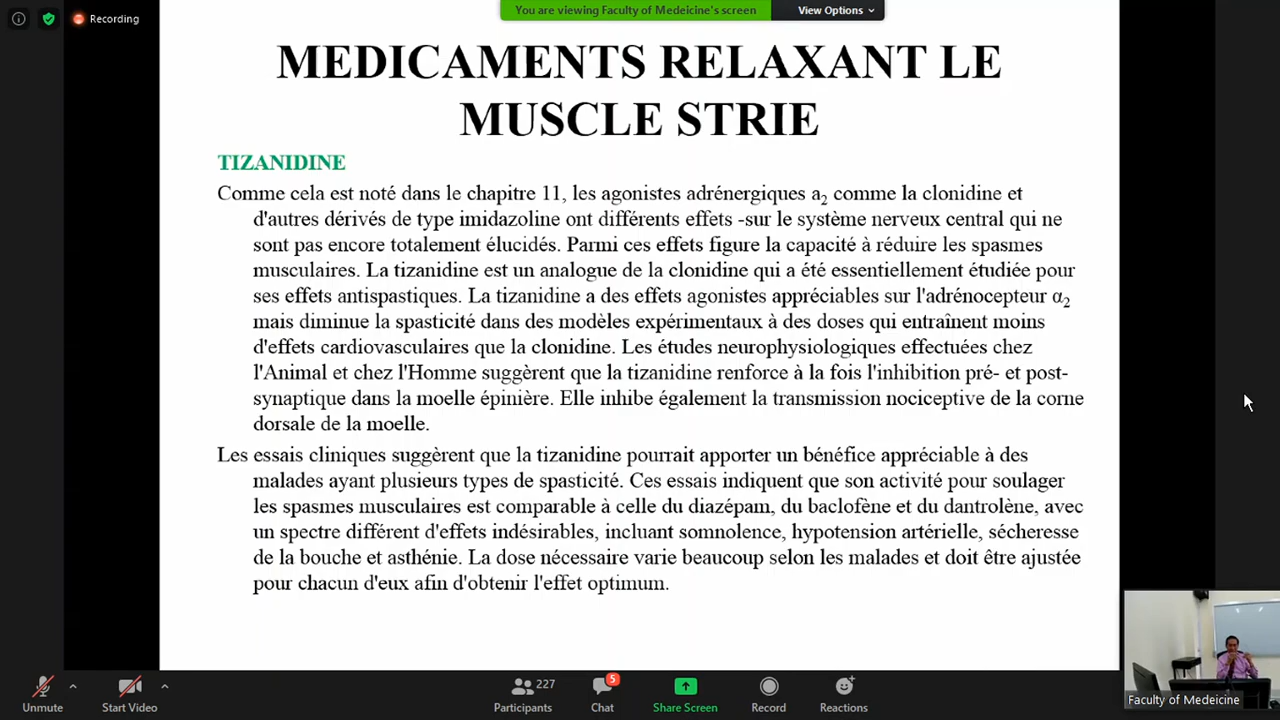 Recording
You are viewing Faculty of Medeicine's screen
View Options
MEDICAMENTS RELAXANT LE
MUSCLE STRIE
TIZANIDINE
Comme cela est noté dans le chapitre 11, les agonistes adrénergiques a2 comme la clonidine et
d'autres dérivés de type imidazoline ont différents effets -sur le système nerveux central qui ne
sont pas encore totalement élucidés. Parmi ces effets figure la capacité à réduire les spasmes
musculaires. La tizanidine est un analogue de la clonidine qui a été essentiellement étudiée pour
ses effets antispastiques. La tizanidine a des effets agonistes appréciables sur l'adrénocepteur α2
mais diminue la spasticité dans des modèles expérimentaux à des doses qui entraînent moins
d'effets cardiovasculaires que la clonidine. Les études neurophysiologiques effectuées chez
l'Animal et chez l'Homme suggèrent que la tizanidine renforce à la fois l'inhibition pré- et post-
synaptique dans la moelle épinière. Elle inhibe également la transmission nociceptive de la corne
dorsale de la moelle.
Les essais cliniques suggèrent que la tizanidine pourrait apporter un bénéfice appréciable à des
malades ayant plusieurs types de spasticité. Ces essais indiquent que son activité pour soulager
les spasmes musculaires est comparable à celle du diazépam, du baclofène et du dantrolène, avec
un spectre différent d'effets indésirables, incluant somnolence, hypotension artérielle, sécheresse
de la bouche et asthénie. La dose nécessaire varie beaucoup selon les malades et doit être ajustée
pour chacun d'eux afin d'obtenir l'effet optimum.
Faculty of Medeicine
227
5
Unmute
Start Video
Participants
Chat
Share Screen
Record
Reactions